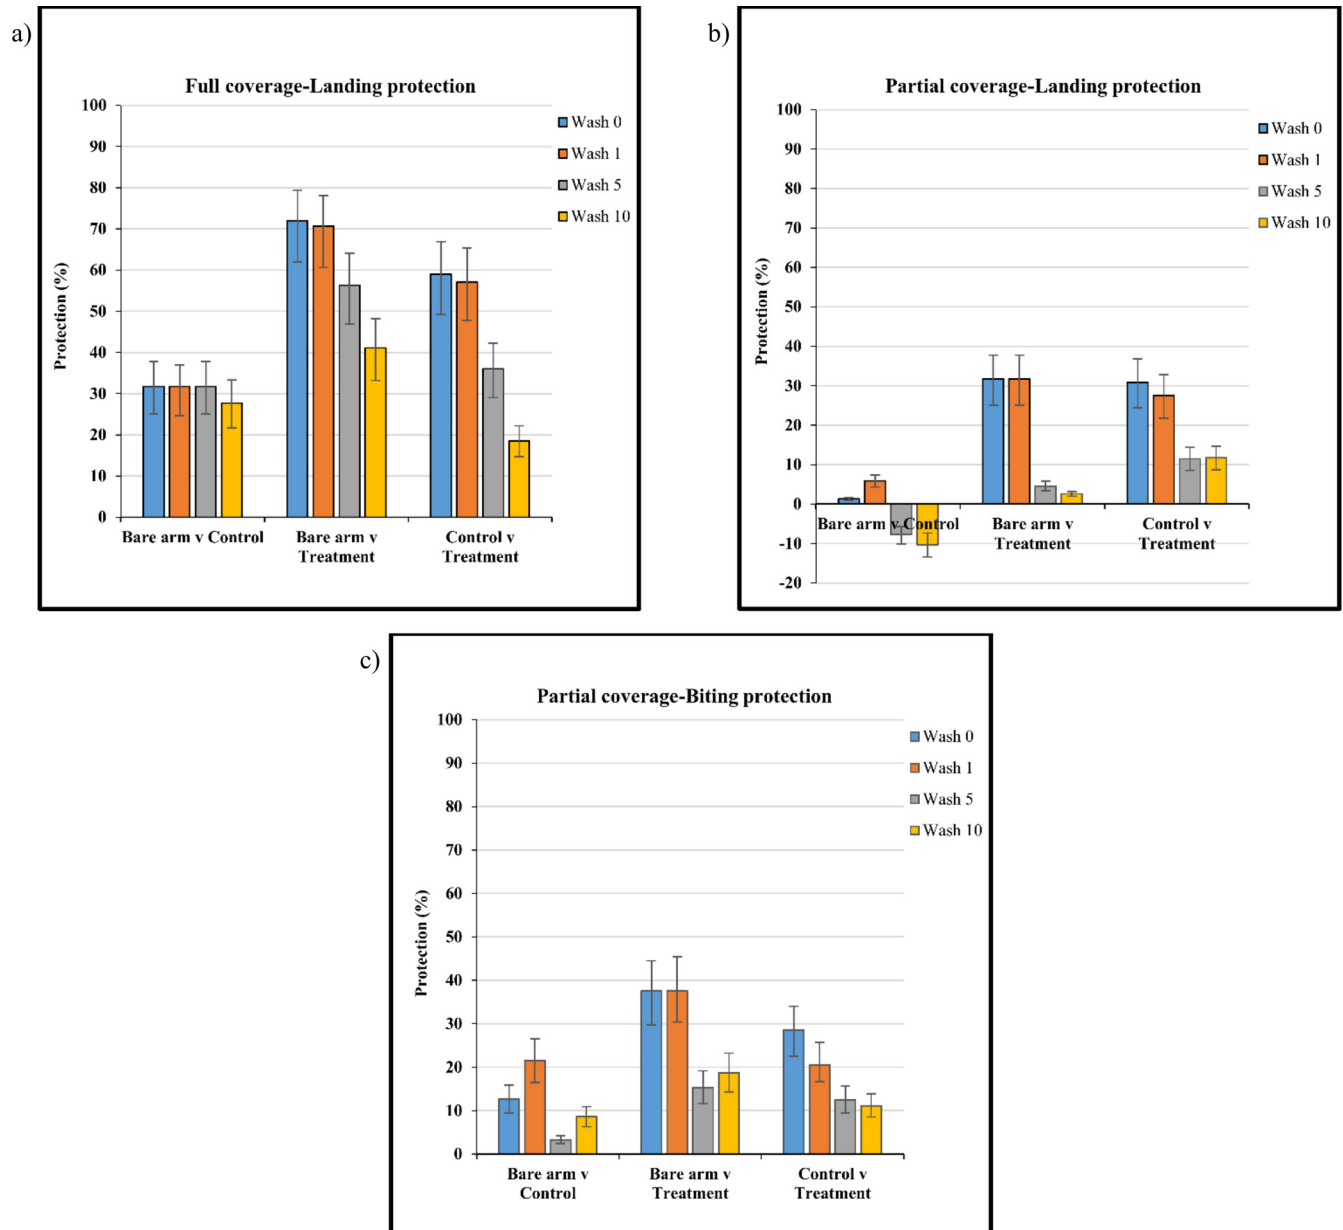 a)
Full coverage-Landing protection
Protection (%)
100
90
80
70
60
50
40
30
20
10
0
Bare arm v Control
Bare arm v
Treatment
Control v
Treatment
Wash 0
Wash 1
Wash 5
Wash 10
b)
Partial coverage-Landing protection
Protection (%)
100
90
80
70
60
50
40
30
20
10
0
-10
-20
Bare arm v Control
Bare arm v
Treatment
Control v
Treatment
Wash 0
Wash 1
Wash 5
Wash 10
c)
Partial coverage-Biting protection
Protection (%)
100
90
80
70
60
50
40
30
20
10
0
Bare arm v
Control
Bare arm v
Treatment
Control v
Treatment
Wash 0
Wash 1
Wash 5
Wash 10